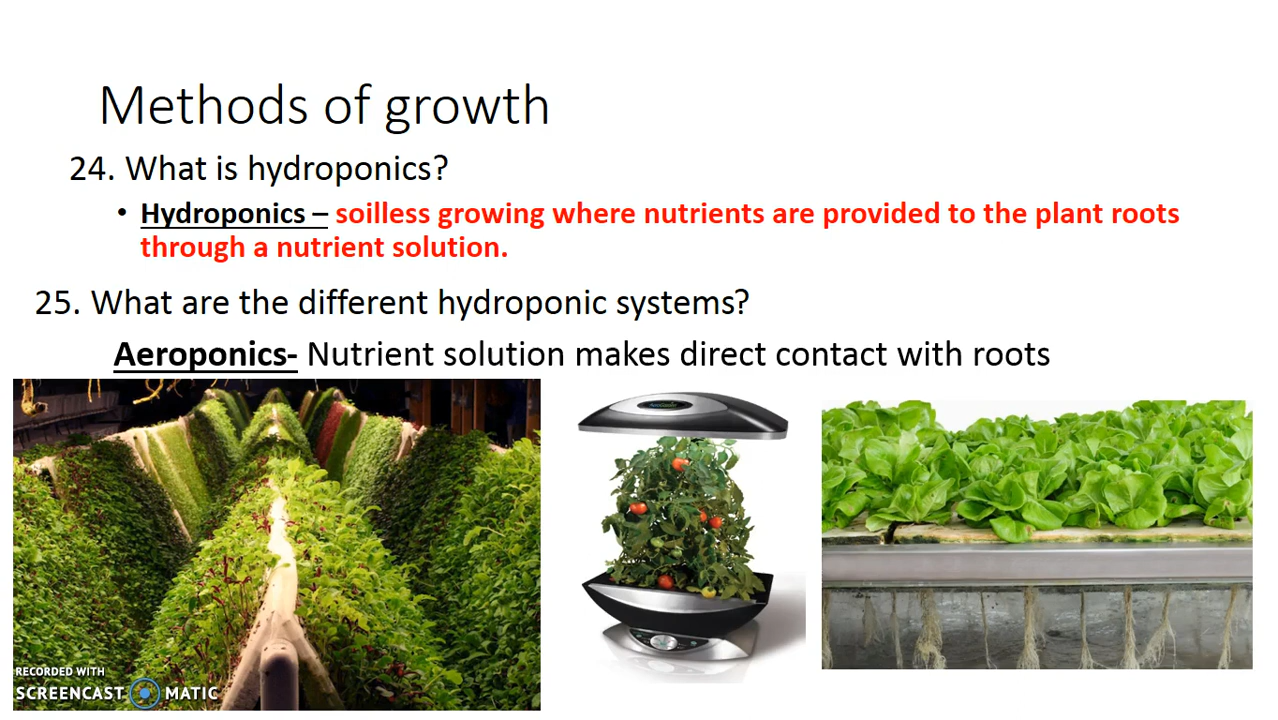 Methods of growth
24. What is hydroponics?
• Hydroponics – soilless growing where nutrients are provided to the plant roots
through a nutrient solution.
25. What are the different hydroponic systems?
Aeroponics- Nutrient solution makes direct contact with roots
RECORDED WITH
SCREENCAST MATIC